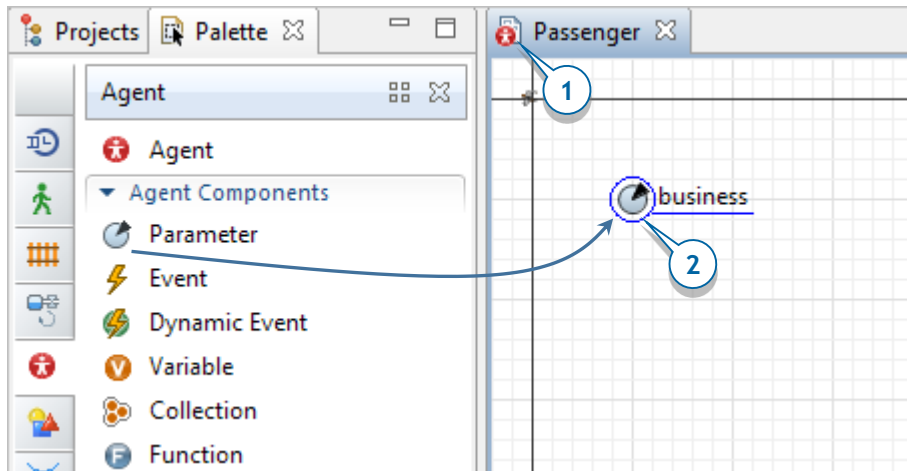 Projects
Palette
Passenger
1
Agent
Agent
Agent Components
business
Parameter
2
Event
Dynamic Event
Variable
Collection
Function